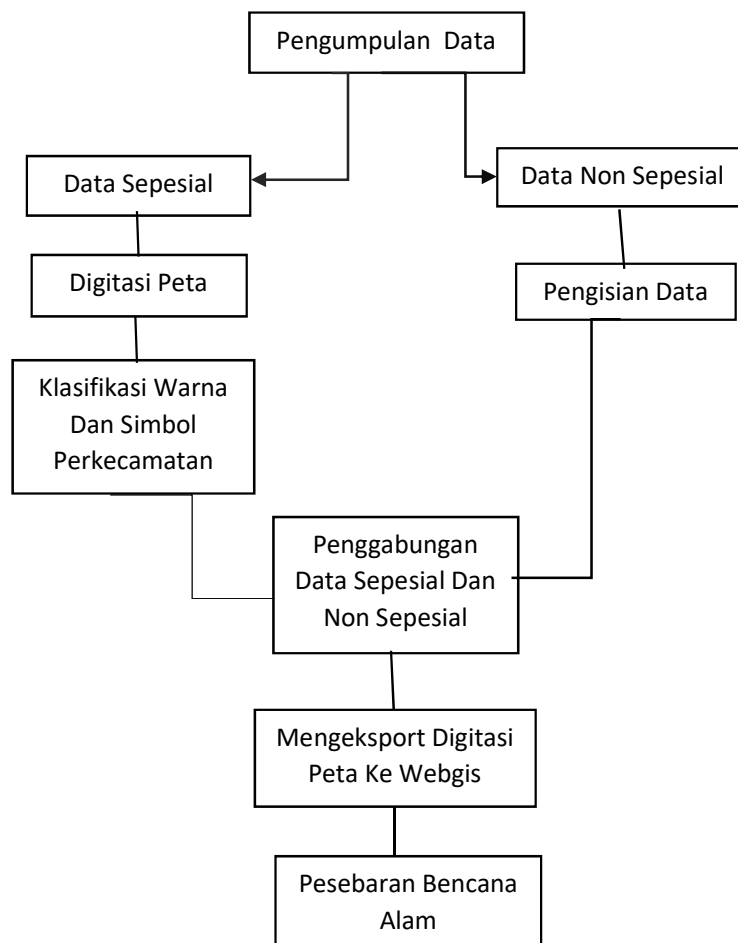 Pengumpulan Data
Data Sepesial
Data Non Sepesial
Digitasi Peta
Pengisian Data
Klasifikasi Warna
Dan Simbol
Perkecamatan
Penggabungan
Data Sepesial Dan
Non Sepesial
Mengeksport Digitasi
Peta Ke Webgis
Pesebaran Bencana
Alam